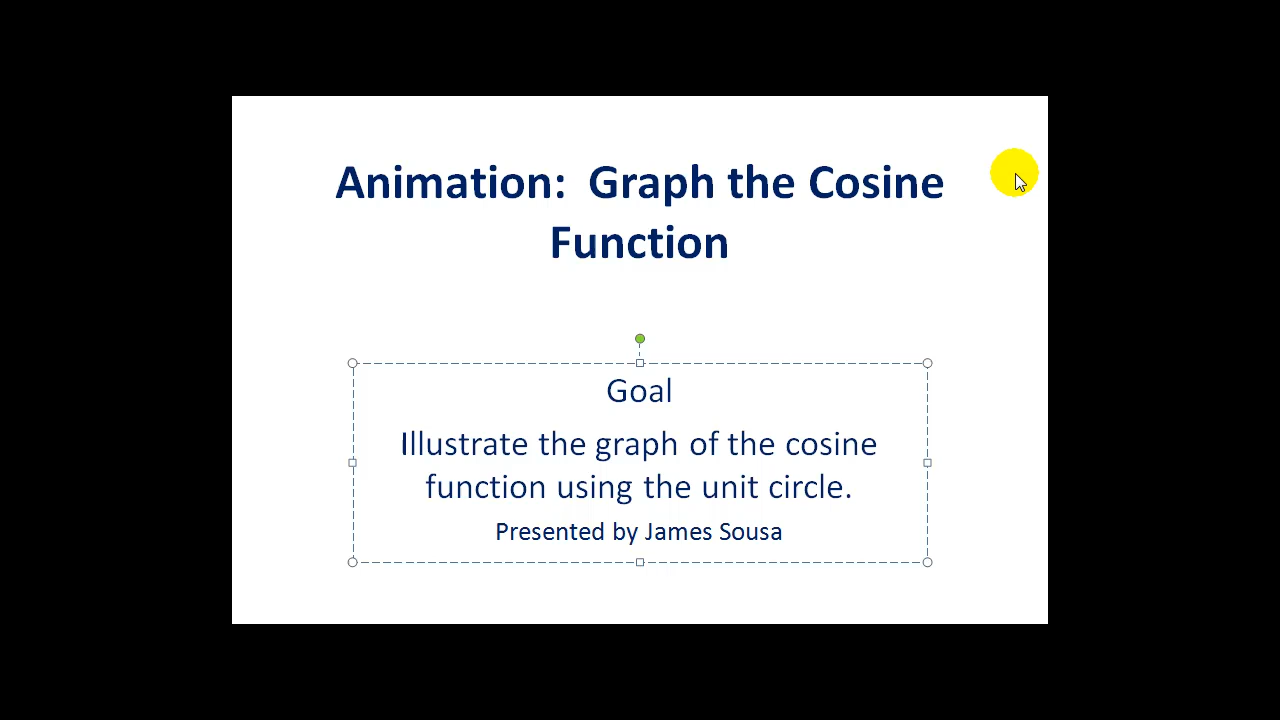 Animation:  Graph the Cosine
Function
Goal
Illustrate the graph of the cosine
function using the unit circle.
Presented by James Sousa